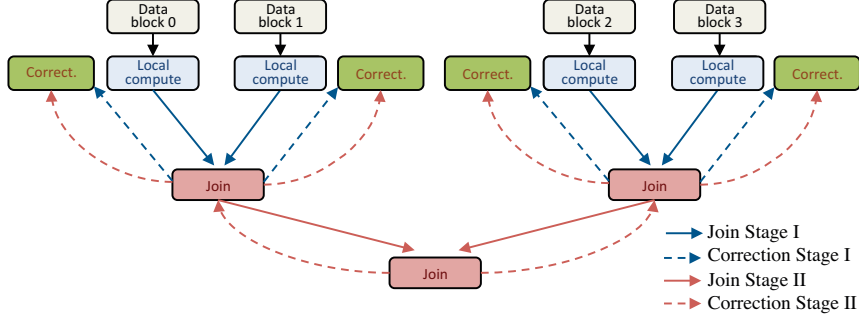 Data
block 0
Data
block 1
Data
block 2
Data
block 3
Correct.
Local
compute
Local
compute
Correct.
Correct.
Local
compute
Local
compute
Correct.
Join
Join
Join
Join Stage I
Correction Stage I
Join Stage II
Correction Stage II